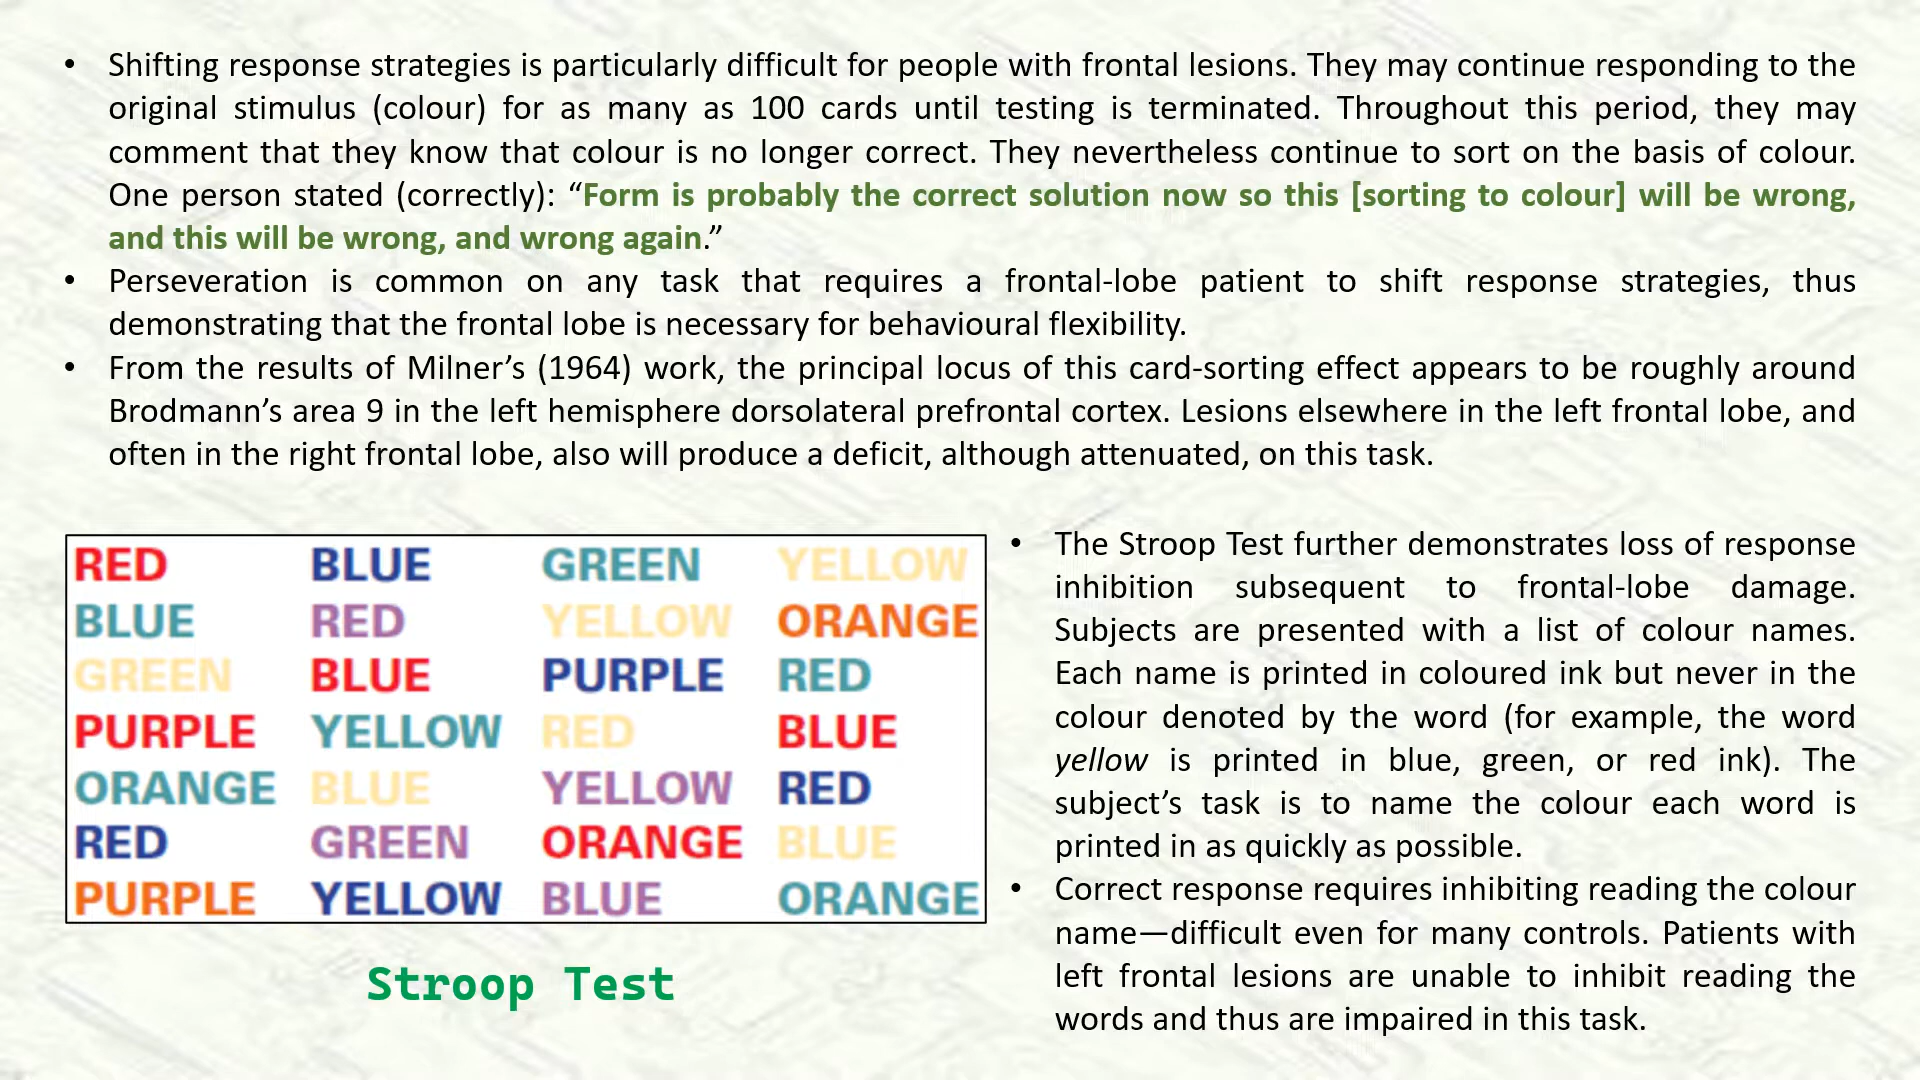 • Shifting response strategies is particularly difficult for people with frontal lesions. They may continue responding to the
original stimulus (colour) for as many as 100 cards until testing is terminated. Throughout this period, they may
comment that they know that colour is no longer correct. They nevertheless continue to sort on the basis of colour.
One person stated (correctly): “Form is probably the correct solution now so this [sorting to colour] will be wrong,
and this will be wrong, and wrong again.”
• Perseveration is common on any task that requires a frontal-lobe patient to shift response strategies, thus
demonstrating that the frontal lobe is necessary for behavioural flexibility.
• From the results of Milner’s (1964) work, the principal locus of this card-sorting effect appears to be roughly around
Brodmann’s area 9 in the left hemisphere dorsolateral prefrontal cortex. Lesions elsewhere in the left frontal lobe, and
often in the right frontal lobe, also will produce a deficit, although attenuated, on this task.
RED BLUE GREEN YELLOW
BLUE RED YELLOW ORANGE
GREEN BLUE PURPLE RED
PURPLE YELLOW RED BLUE
ORANGE BLUE YELLOW RED
RED GREEN ORANGE BLUE
PURPLE YELLOW BLUE ORANGE
Stroop Test
• The Stroop Test further demonstrates loss of response
inhibition subsequent to frontal-lobe damage.
Subjects are presented with a list of colour names.
Each name is printed in coloured ink but never in the
colour denoted by the word (for example, the word
yellow is printed in blue, green, or red ink). The
subject’s task is to name the colour each word is
printed in as quickly as possible.
• Correct response requires inhibiting reading the colour
name—difficult even for many controls. Patients with
left frontal lesions are unable to inhibit reading the
words and thus are impaired in this task.